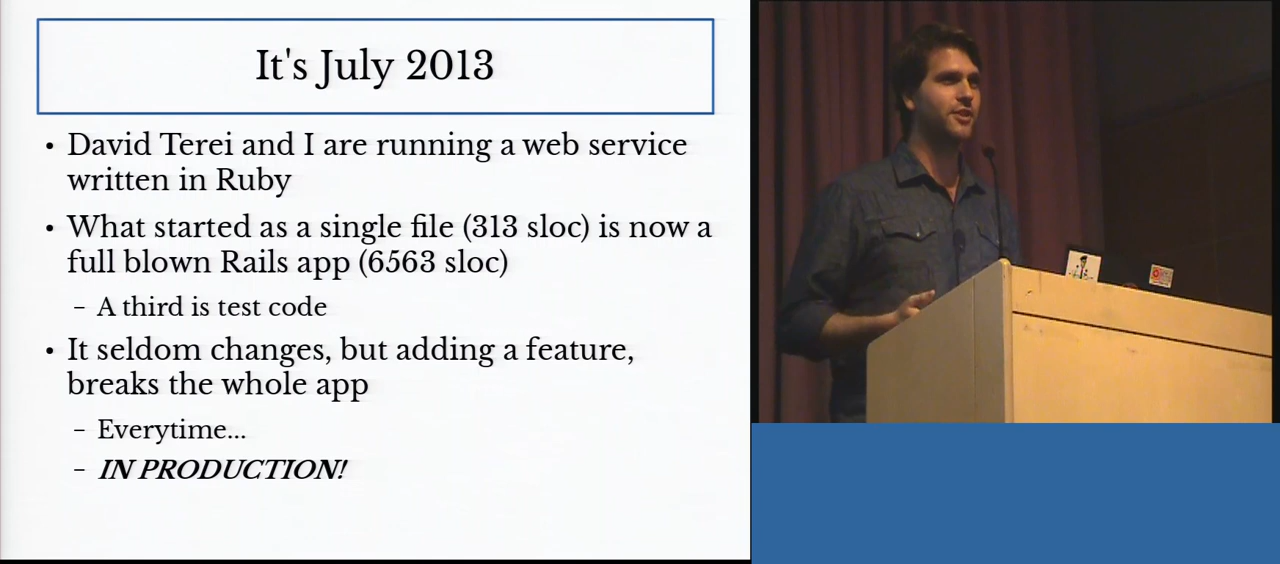 It's July 2013
• David Terei and I are running a web service
written in Ruby
• What started as a single file (313 sloc) is now a
full blown Rails app (6563 sloc)
– A third is test code
• It seldom changes, but adding a feature,
breaks the whole app
– Everytime...
– IN PRODUCTION!